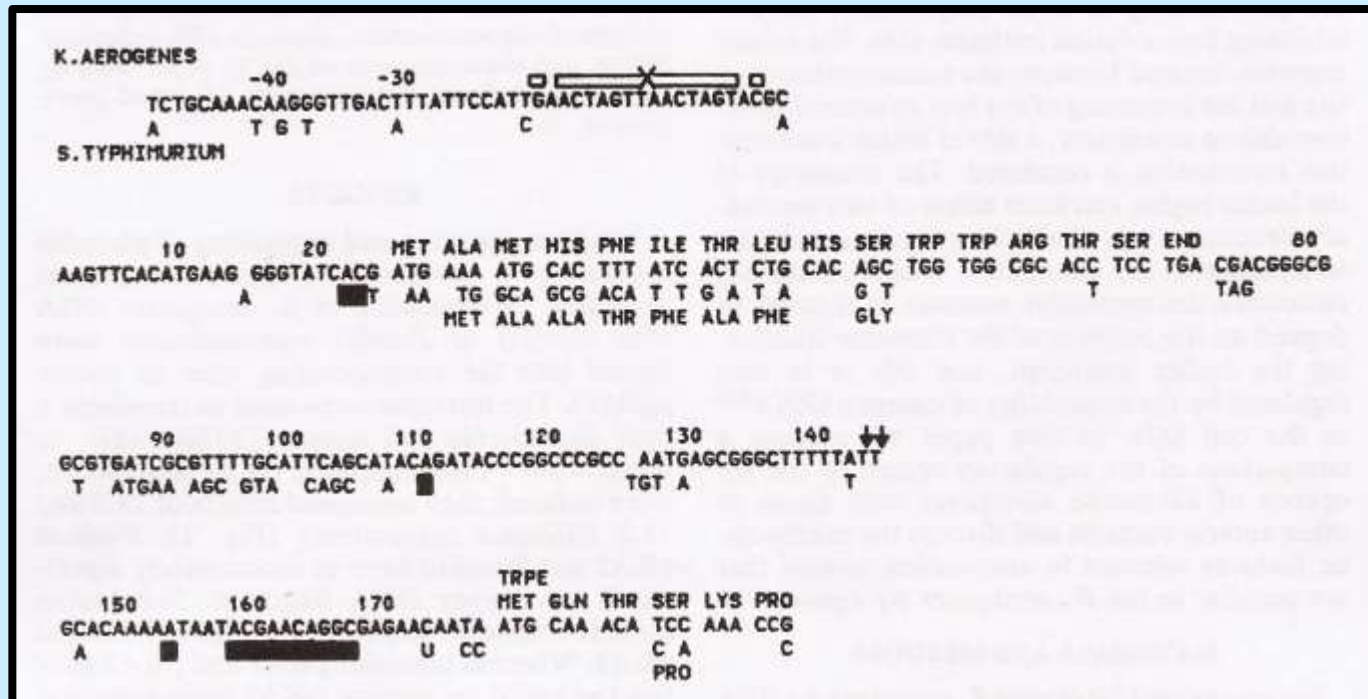 K.AEROGENES
-40 -30
TCTGCAAACAAGGGTTGACTTTATTCCATTGAACTAGTTAACTAGTACGC
A T G T A C A
S.TYPHIMURIUM
10 20 MET ALA MET HIS PHE ILE THR LEU HIS SER TRP TRP ARG THR SER END 80
AAGTTCACATGAAG GGGTATCACG ATG AAA ATG CAC TTT ATC ACT CTG CAC AGC TGG TGG CGC ACC TCC TGA CGACGGGCG
A T AA TG GCA GCG ACA T T G A T A G T T TAG
MET ALA ALA THR PHE ALA PHE GLY
90 100 110 120 130 140
GCGTGATCGCGTTTTGCATTCAGCATACAGATACCCGGCCCGCC AATGAGCGGGCTTTTTATT
T ATGAA AGC GTA CAGC A TGT A T
TRPE
150 160 170 MET GLN THR SER LYS PRO
GCACAAAAATAATACGAACAGGCGAGAACAATA ATG CAA ACA TCC AAA CCG
A U CC C A C
PRO